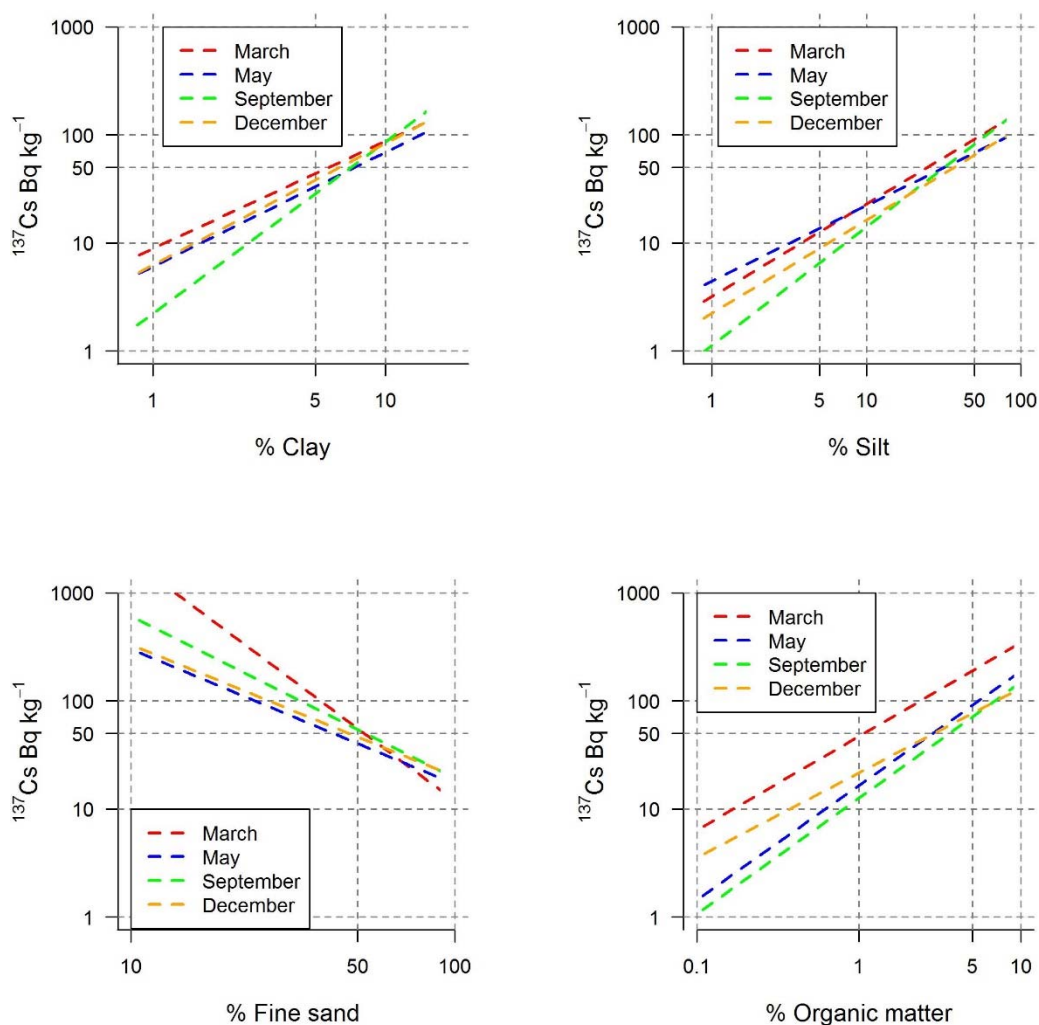 1000
100
50
10
1
¹³⁷Cs Bq kg⁻¹
March
May
September
December
1 5 10
% Clay
1000
100
50
10
1
¹³⁷Cs Bq kg⁻¹
March
May
September
December
1 5 10 50 100
% Silt
1000
100
50
10
1
¹³⁷Cs Bq kg⁻¹
March
May
September
December
10 50 100
% Fine sand
1000
100
50
10
1
¹³⁷Cs Bq kg⁻¹
March
May
September
December
0.1 1 5 10
% Organic matter